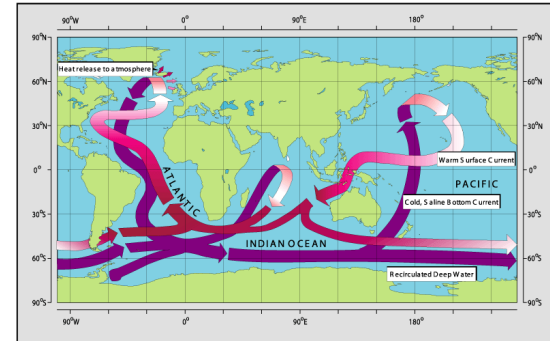 90°W 0° 90°E 180°
90°N 90°N
Heat release to atmosphere
60°N 60°N
30°N 30°N
Warm Surface Current
0° 0°
ATLANTIC
PACIFIC
Cold, Saline Bottom Current
30°S 30°S
INDIAN OCEAN
60°S 60°S
Recirculated Deep Water
90°S 90°S
90°W 0° 90°E 180°